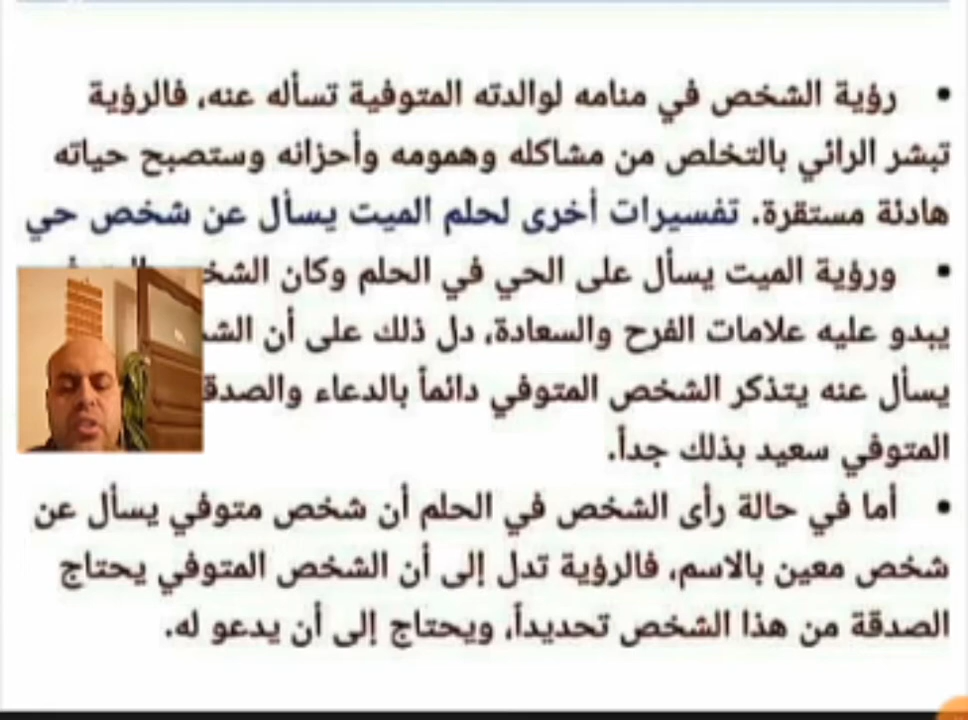 • رؤية الشخص في منامه لوالدته المتوفية تسأله عنه، فالرؤية
تبشر الرائي بالتخلص من مشاكله وهمومه وأحزانه وستصبح حياته
هادئة مستقرة. تفسيرات أخرى لحلم الميت يسأل عن شخص حي
• ورؤية الميت يسأل على الحي في الحلم وكان
يبدو عليه علامات الفرح والسعادة، دل ذلك على أن
يسأل عنه يتذكر الشخص المتوفي دائماً بالدعاء
المتوفي سعيد بذلك جداً.
• أما في حالة رأى الشخص في الحلم أن شخص متوفي يسأل عن
شخص معين بالاسم، فالرؤية تدل إلى أن الشخص المتوفي يحتاج
الصدقة من هذا الشخص تحديداً، ويحتاج إلى أن يدعو له.